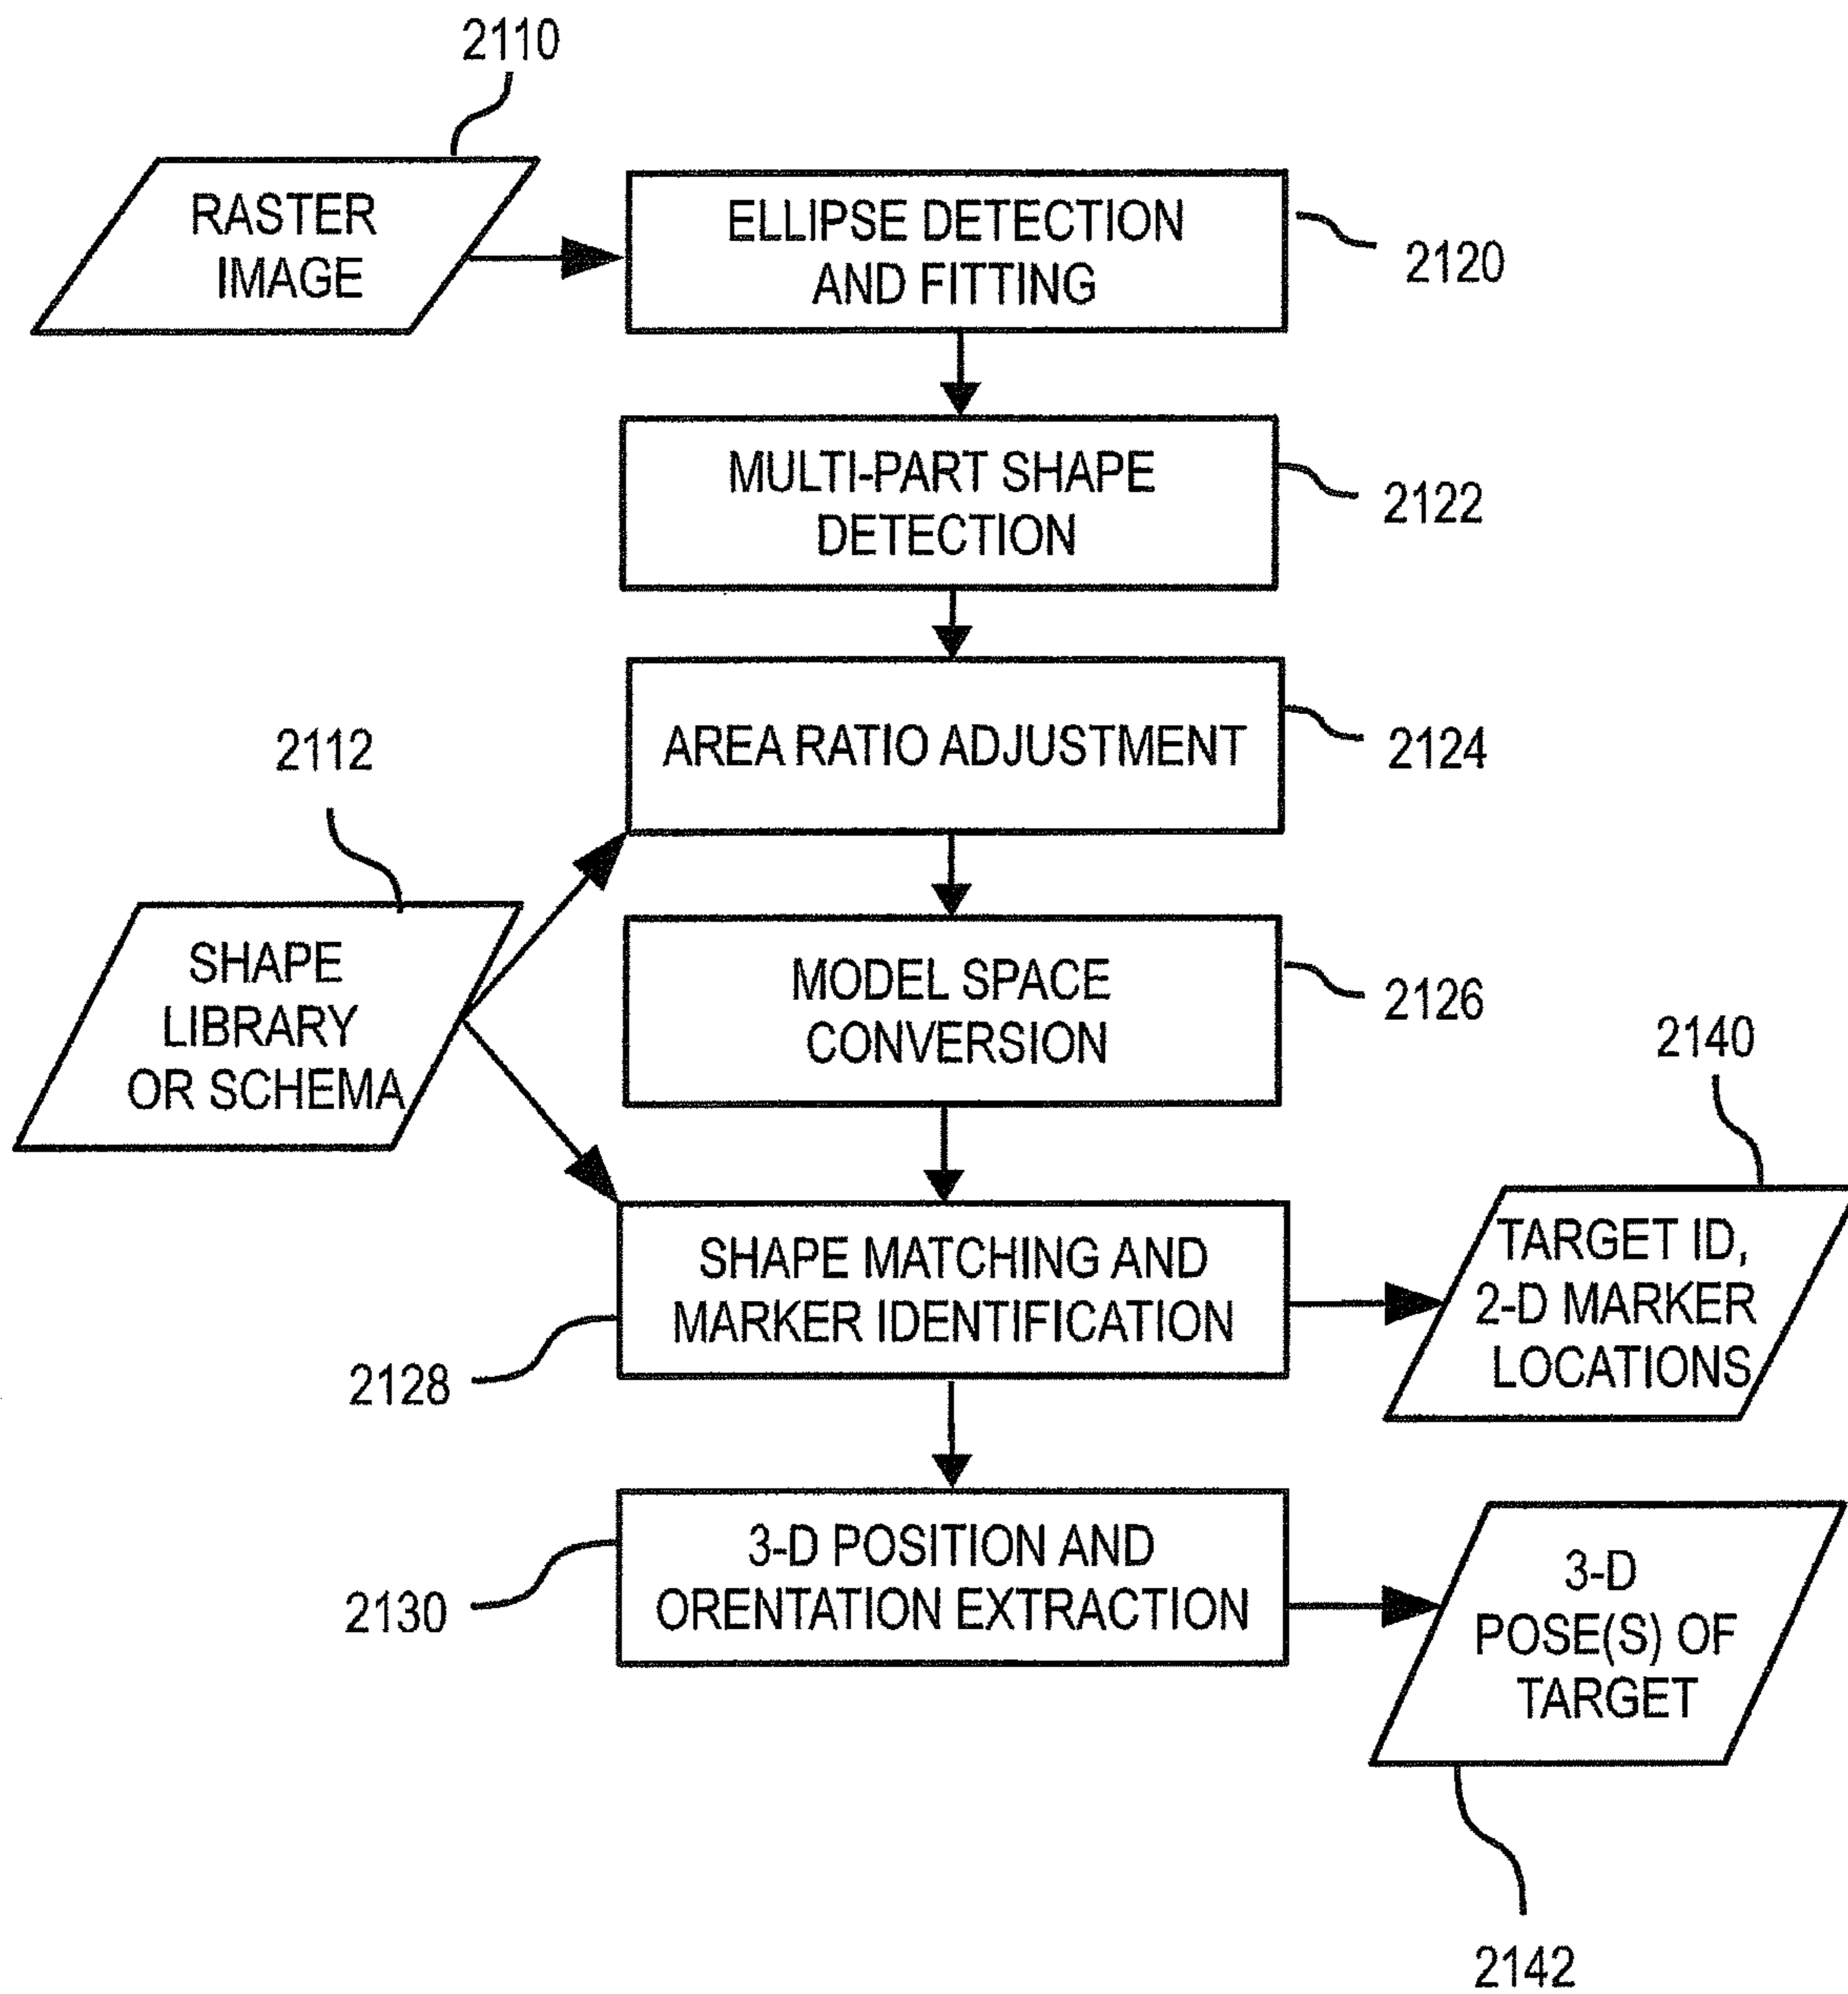 2110
RASTER
IMAGE
ELLIPSE DETECTION
AND FITTING
2120
MULTI-PART SHAPE
DETECTION
2122
AREA RATIO ADJUSTMENT
2124
2112
SHAPE
LIBRARY
OR SCHEMA
MODEL SPACE
CONVERSION
2126
2140
SHAPE MATCHING AND
MARKER IDENTIFICATION
2128
TARGET ID,
2-D MARKER
LOCATIONS
3-D POSITION AND
ORENTATION EXTRACTION
2130
3-D
POSE(S) OF
TARGET
2142